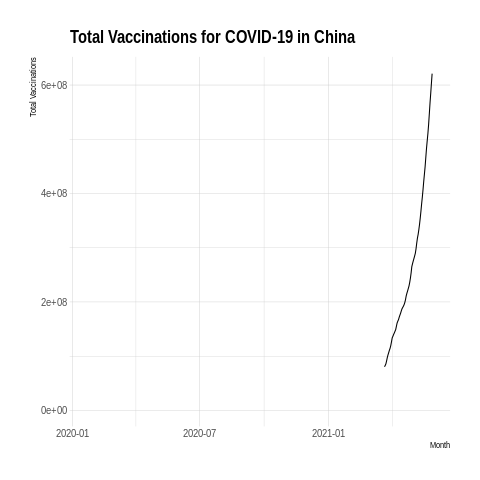 Total Vaccinations for COVID-19 in China
Total Vaccinations
6e+08
4e+08
2e+08
0e+00
2020-01 2020-07 2021-01
Month